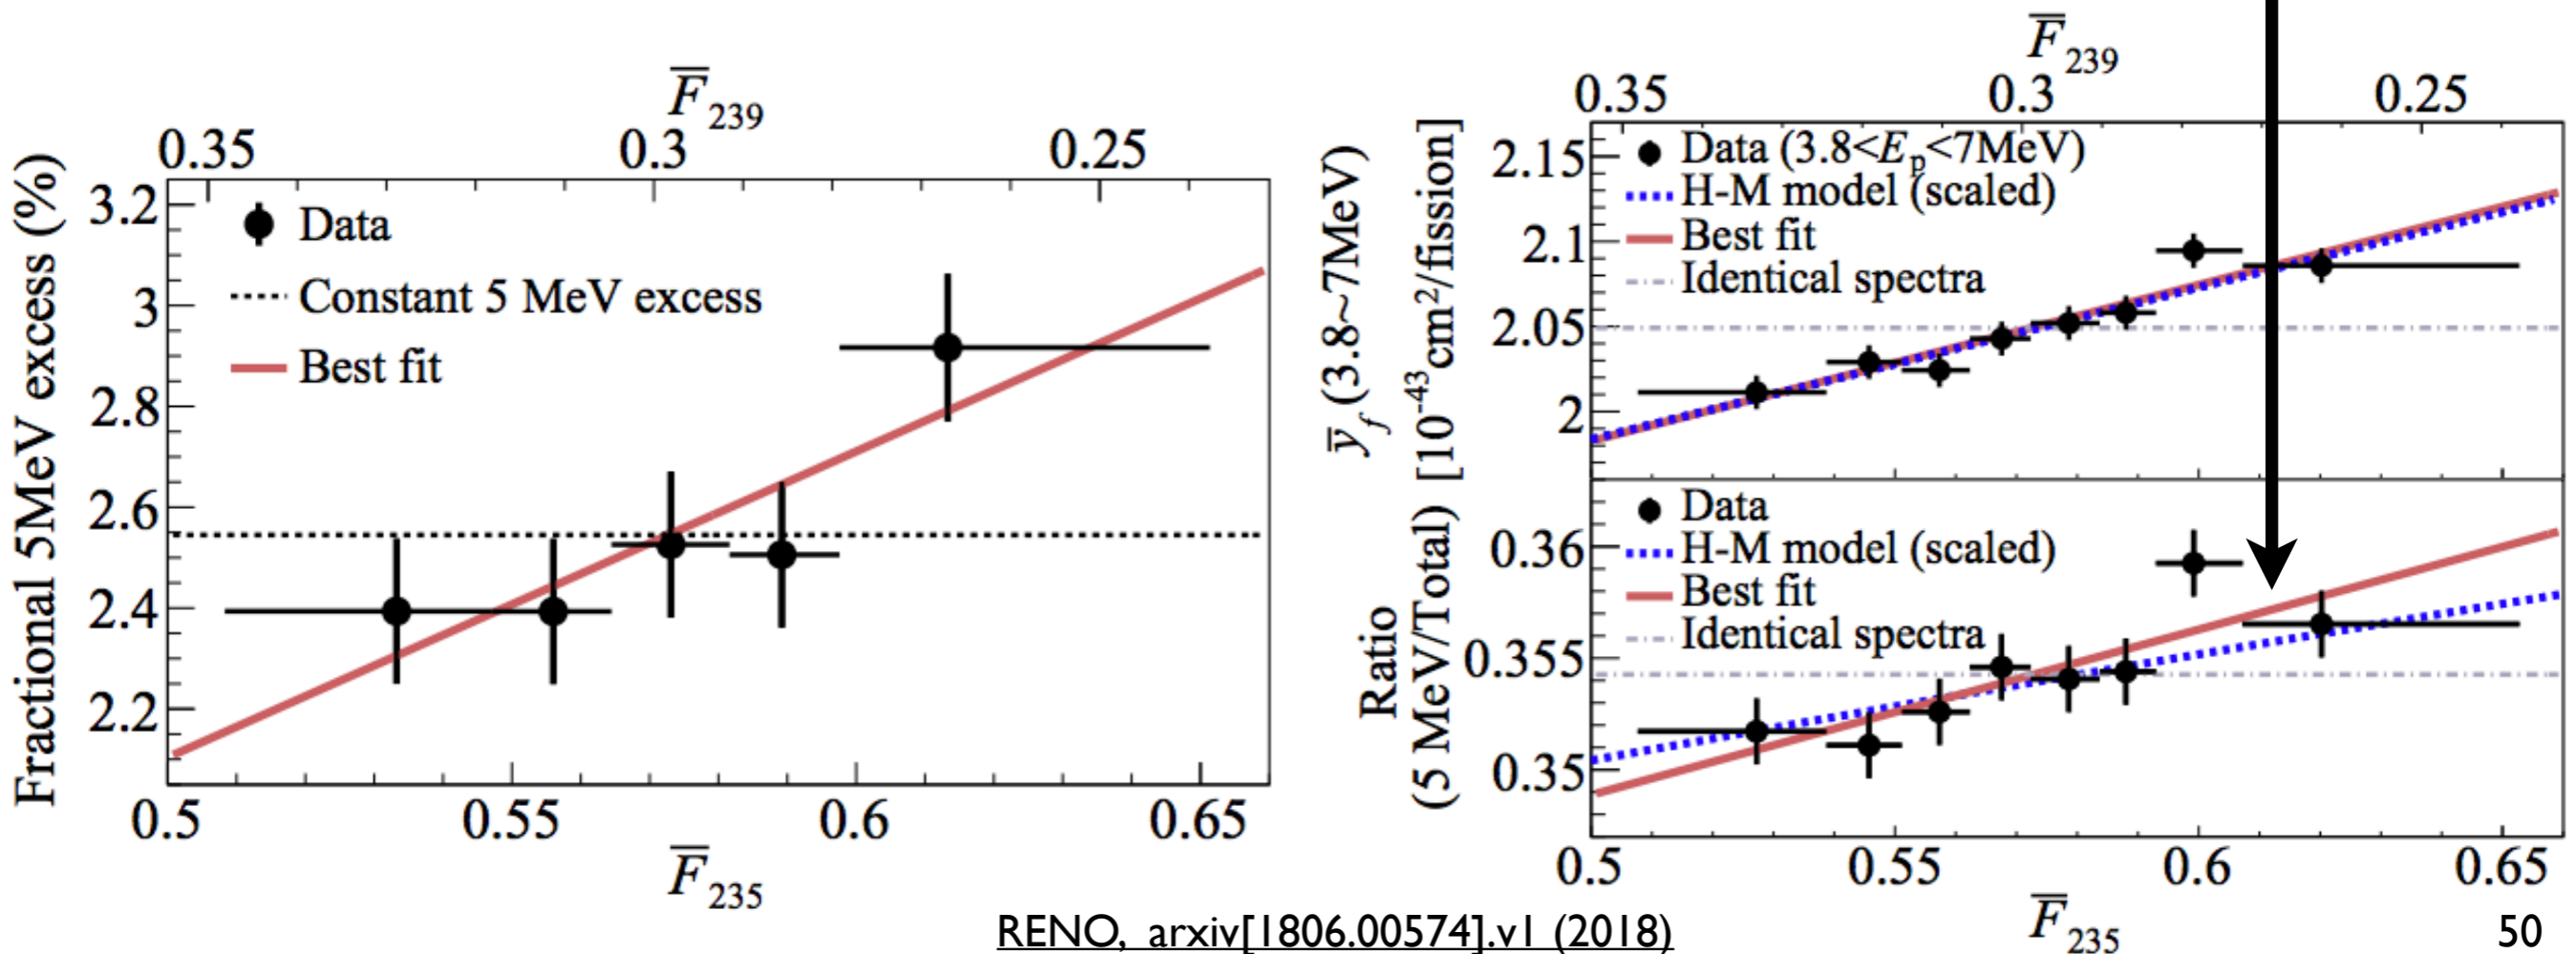 F̅239
0.35 0.3 0.25
Fractional 5MeV excess (%)
3.2
3
2.8
2.6
2.4
2.2
Data
Constant 5 MeV excess
Best fit
0.5 0.55 0.6 0.65
F̅235
F̅239
0.35 0.3 0.25
y̅f (3.8~7MeV)
[10-43cm2/fission]
2.15
2.1
2.05
2
Data (3.8<Ep<7MeV)
H-M model (scaled)
Best fit
Identical spectra
Ratio
(5 MeV/Total)
0.36
0.355
0.35
Data
H-M model (scaled)
Best fit
Identical spectra
0.5 0.55 0.6 0.65
F̅235
RENO, arxiv[1806.00574].v1 (2018)
50